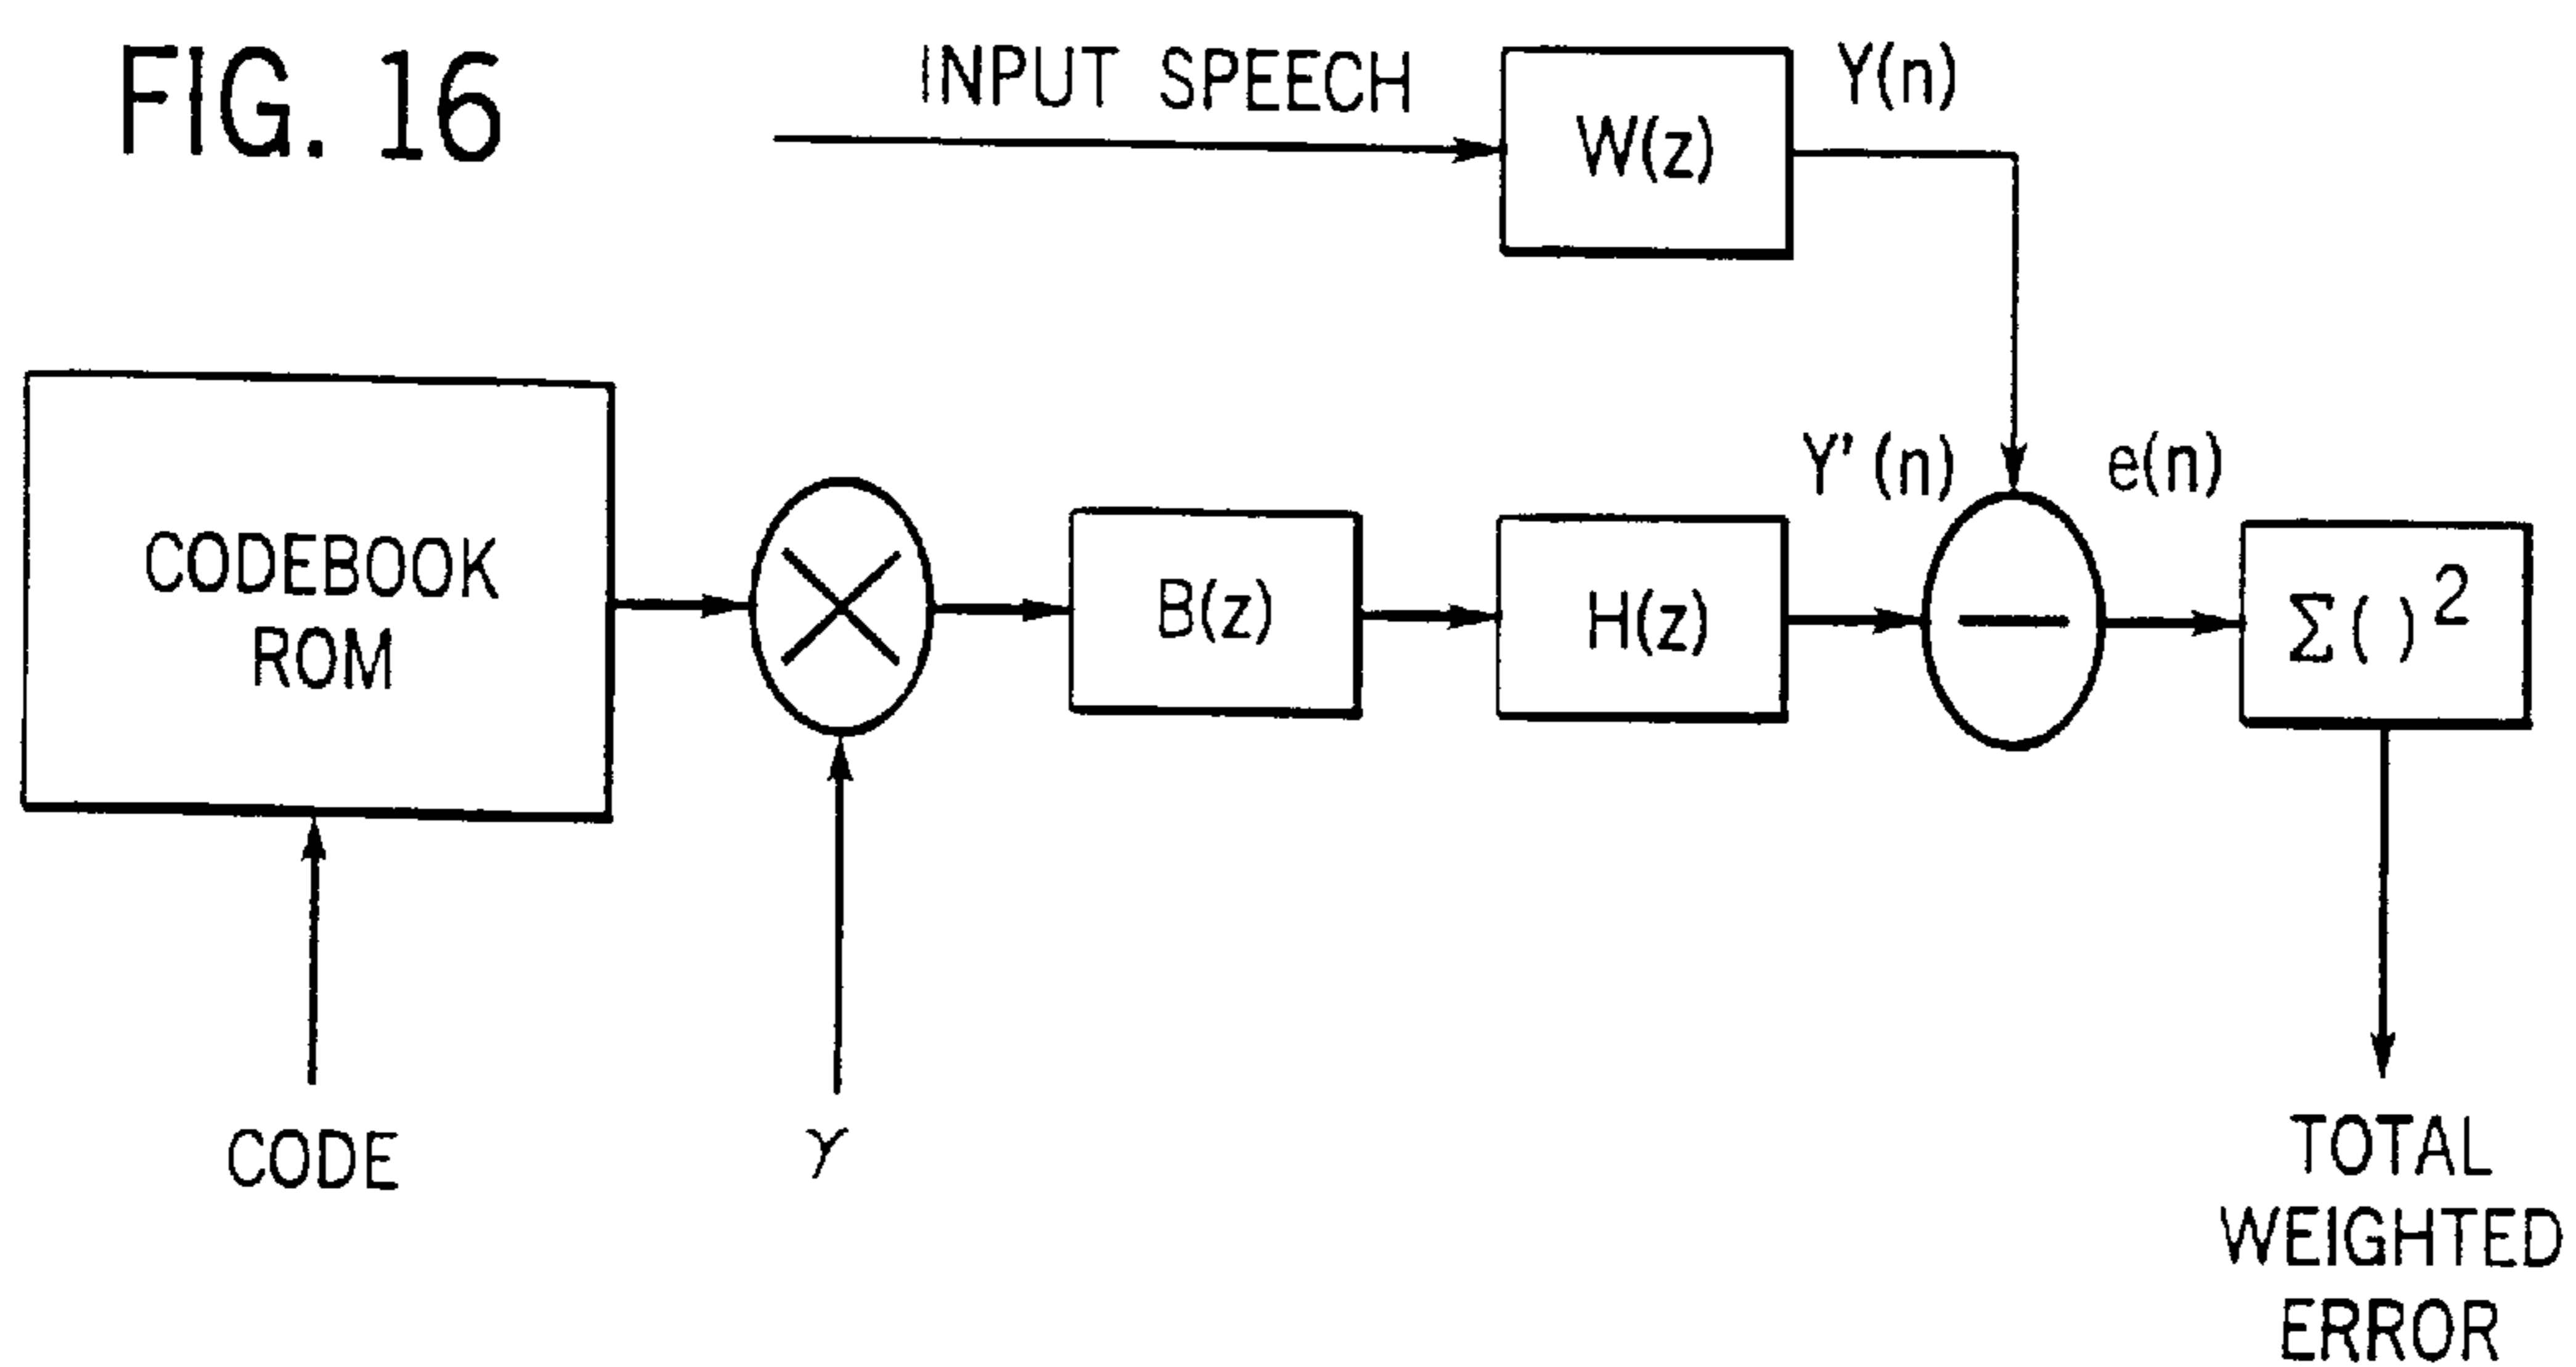 FIG. 16
INPUT SPEECH
W(z)
Y(n)
CODEBOOK
ROM
B(z)
H(z)
Y'(n)
e(n)
Σ( )²
CODE
γ
TOTAL
WEIGHTED
ERROR